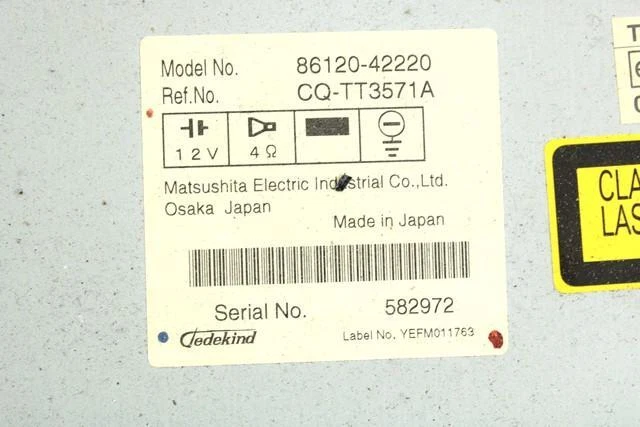 Model No. 86120-42220
Ref.No. CQ-TT3571A
12V 4Ω
Matsushita Electric Industrial Co.,Ltd.
Osaka Japan
Made in Japan
Serial No. 582972
Tedekind Label No. YEFM011763
CLA
LAS